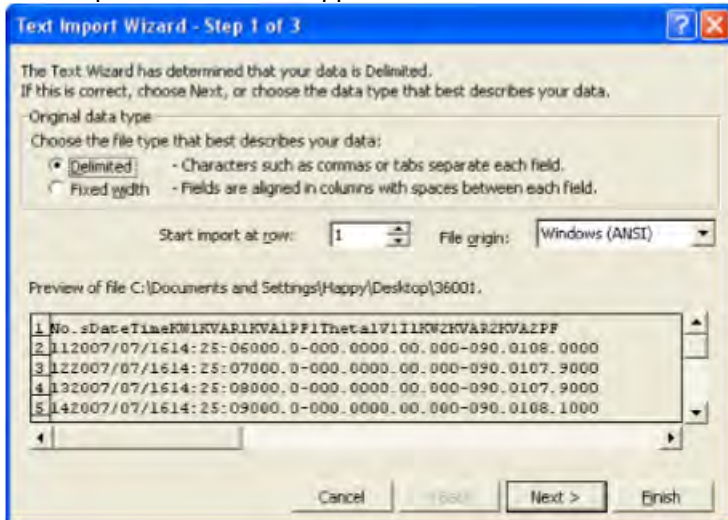 Text Import Wizard - Step 1 of 3
The Text Wizard has determined that your data is Delimited.
If this is correct, choose Next, or choose the data type that best describes your data.
Original data type
Choose the file type that best describes your data:
Delimited - Characters such as commas or tabs separate each field.
Fixed width - Fields are aligned in columns with spaces between each field.
Start import at row: 1 File origin: Windows (ANSI)
Preview of file C:\Documents and Settings\Happy\Desktop\36001.
1 No.sDateTimeKW1KVAR1KVA1PF1Theta1V1I1KW2KVAR2KVA2PF
2 112007/07/1614:25:06000.0-000.0000.00.000-090.0108.0000
3 122007/07/1614:25:07000.0-000.0000.00.000-090.0107.9000
4 132007/07/1614:25:08000.0-000.0000.00.000-090.0107.9000
5 142007/07/1614:25:09000.0-000.0000.00.000-090.0108.1000
Cancel < Back Next > Finish